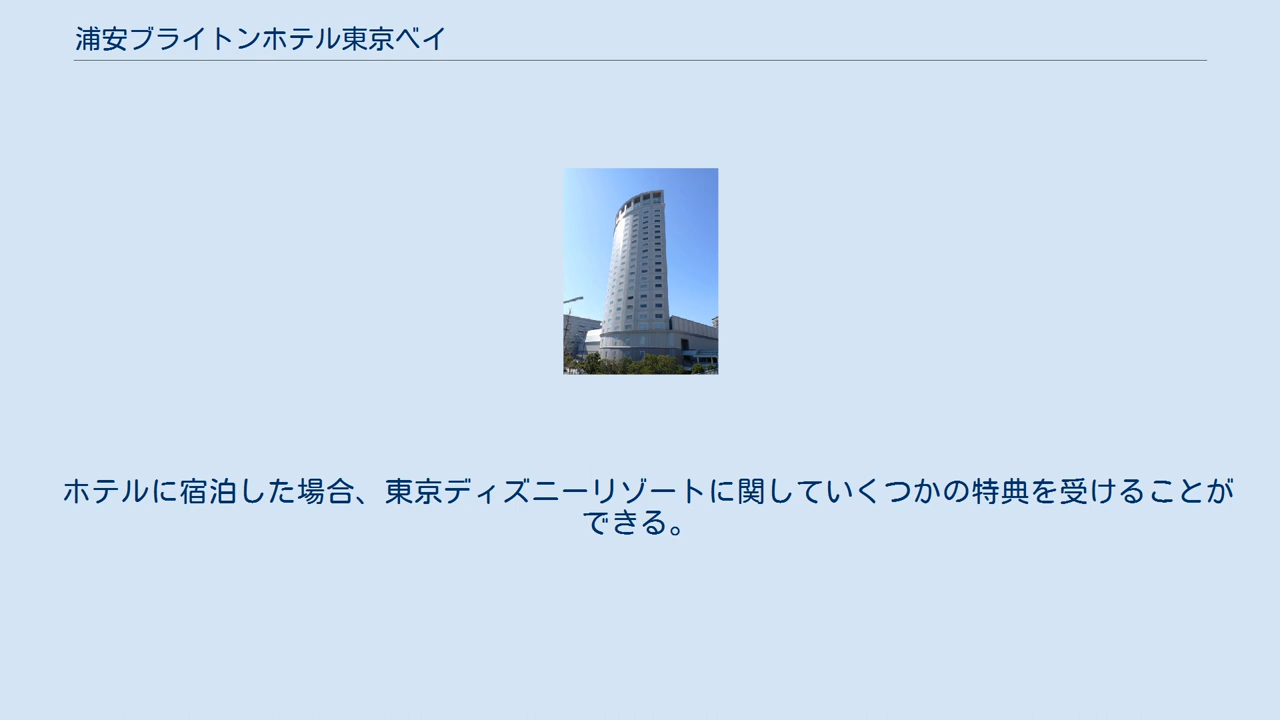 浦安ブライトンホテル東京ベイ
ホテルに宿泊した場合、東京ディズニーリゾートに関していくつかの特典を受けることが
できる。